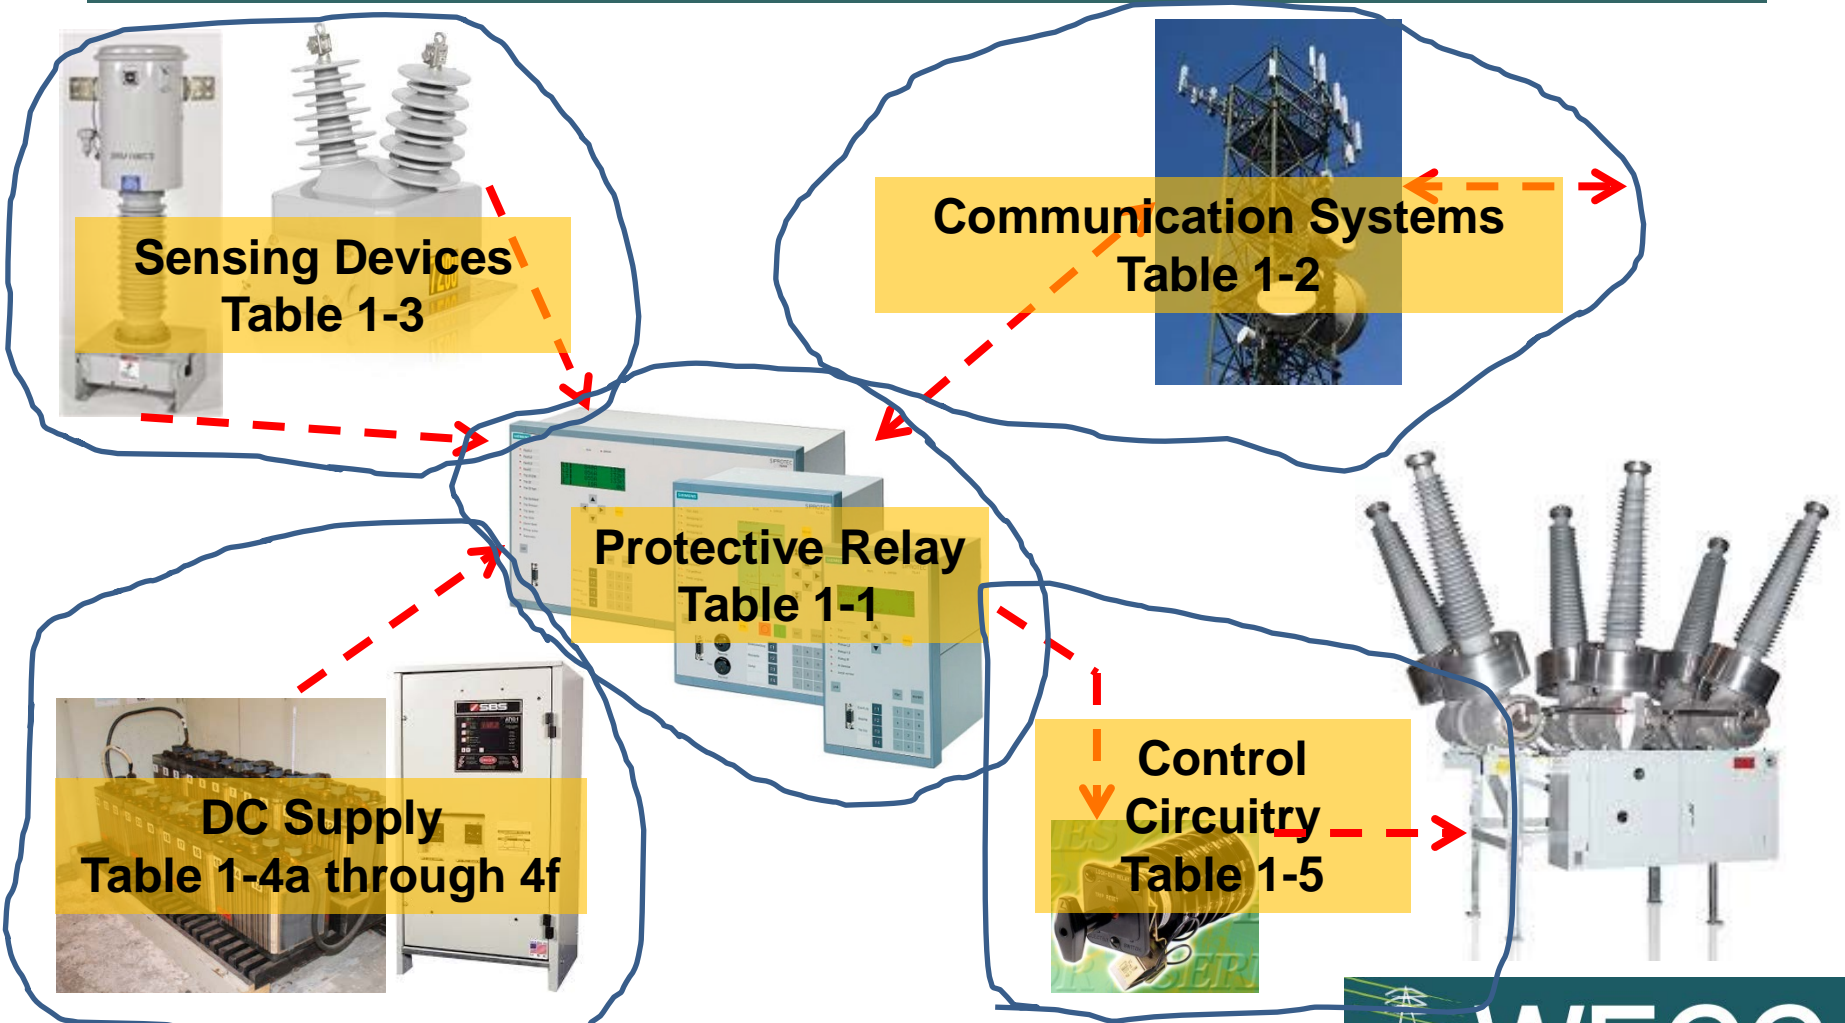 Sensing Devices
Table 1-3
Communication Systems
Table 1-2
Protective Relay
Table 1-1
SBS
DC Supply
Table 1-4a through 4f
Control
Circuitry
Table 1-5